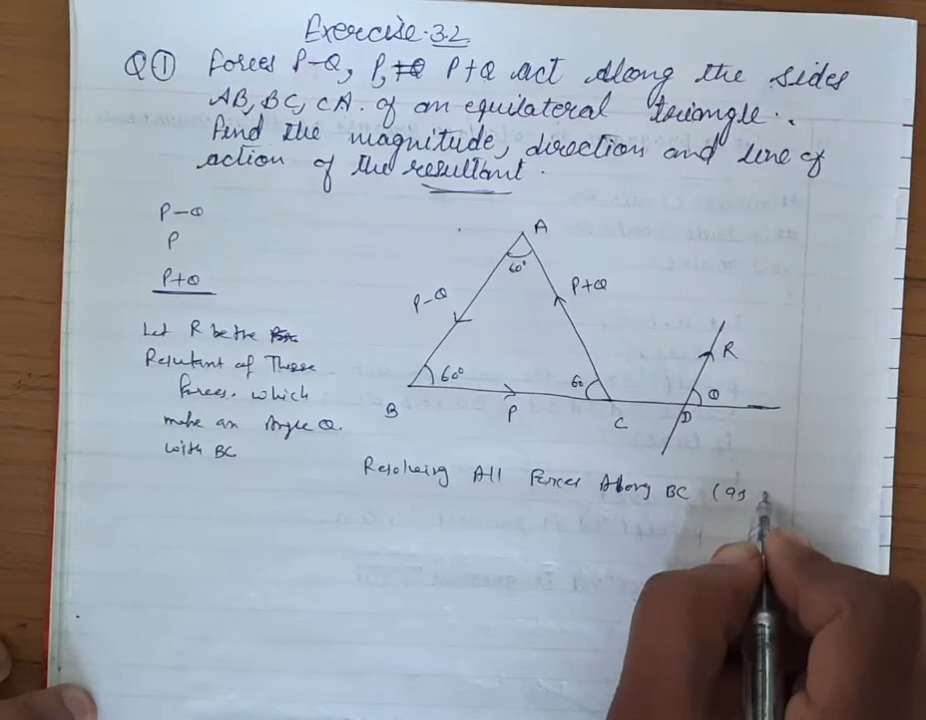 Exercise.3.2
Q① Forces P-Q, P, P+Q act along the sides
AB, BC, CA. of an equilateral triangle.
find the magnitude, direction and line of
action of the resultant.
P-Q
P
P+Q
Let R be the
Resultant of These
forces. which
make an Angle Q
with BC
A
60°
P-Q
P+Q
60°
60
B
P
C
D
R
Q
Resolving All Forces Along BC (as